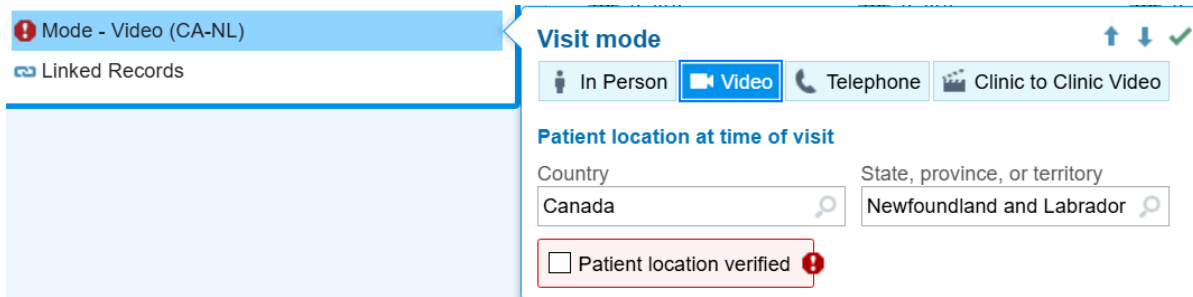 Mode - Video (CA-NL)
Linked Records
Visit mode
In Person Video Telephone Clinic to Clinic Video
Patient location at time of visit
Country State, province, or territory
Canada Newfoundland and Labrador
Patient location verified